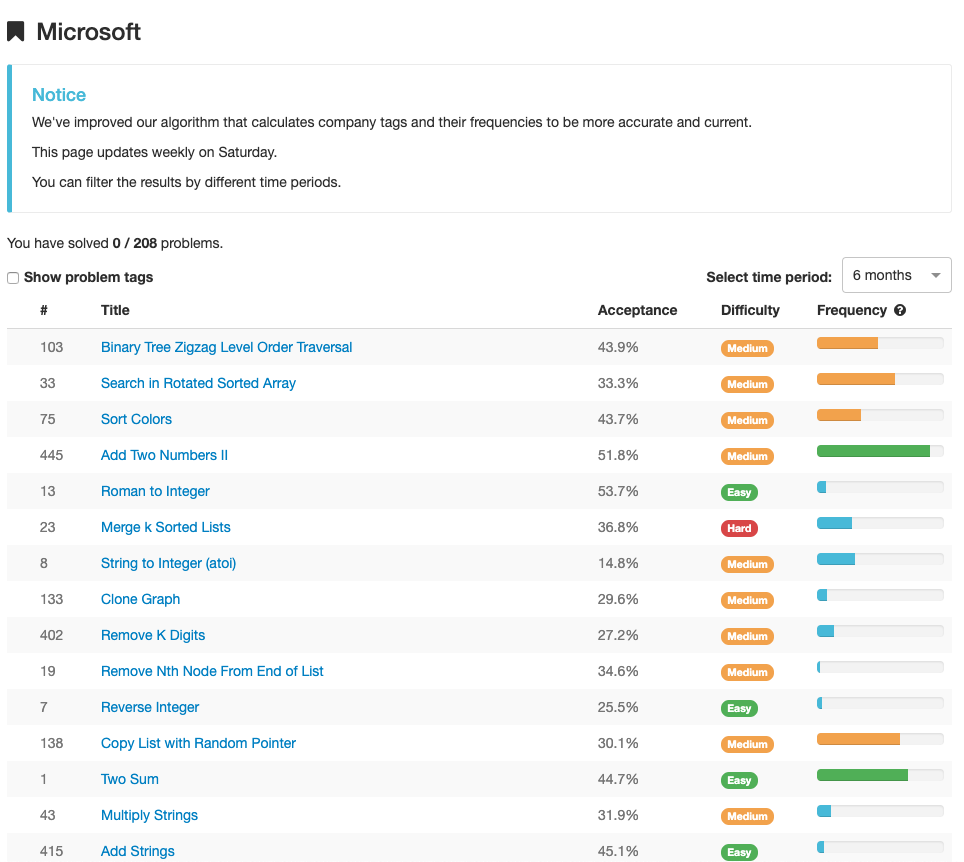 Microsoft
Notice
We've improved our algorithm that calculates company tags and their frequencies to be more accurate and current.
This page updates weekly on Saturday.
You can filter the results by different time periods.
You have solved 0 / 208 problems.
Show problem tags Select time period: 6 months
# Title Acceptance Difficulty Frequency ?
103 Binary Tree Zigzag Level Order Traversal 43.9% Medium
33 Search in Rotated Sorted Array 33.3% Medium
75 Sort Colors 43.7% Medium
445 Add Two Numbers II 51.8% Medium
13 Roman to Integer 53.7% Easy
23 Merge k Sorted Lists 36.8% Hard
8 String to Integer (atoi) 14.8% Medium
133 Clone Graph 29.6% Medium
402 Remove K Digits 27.2% Medium
19 Remove Nth Node From End of List 34.6% Medium
7 Reverse Integer 25.5% Easy
138 Copy List with Random Pointer 30.1% Medium
1 Two Sum 44.7% Easy
43 Multiply Strings 31.9% Medium
415 Add Strings 45.1% Easy